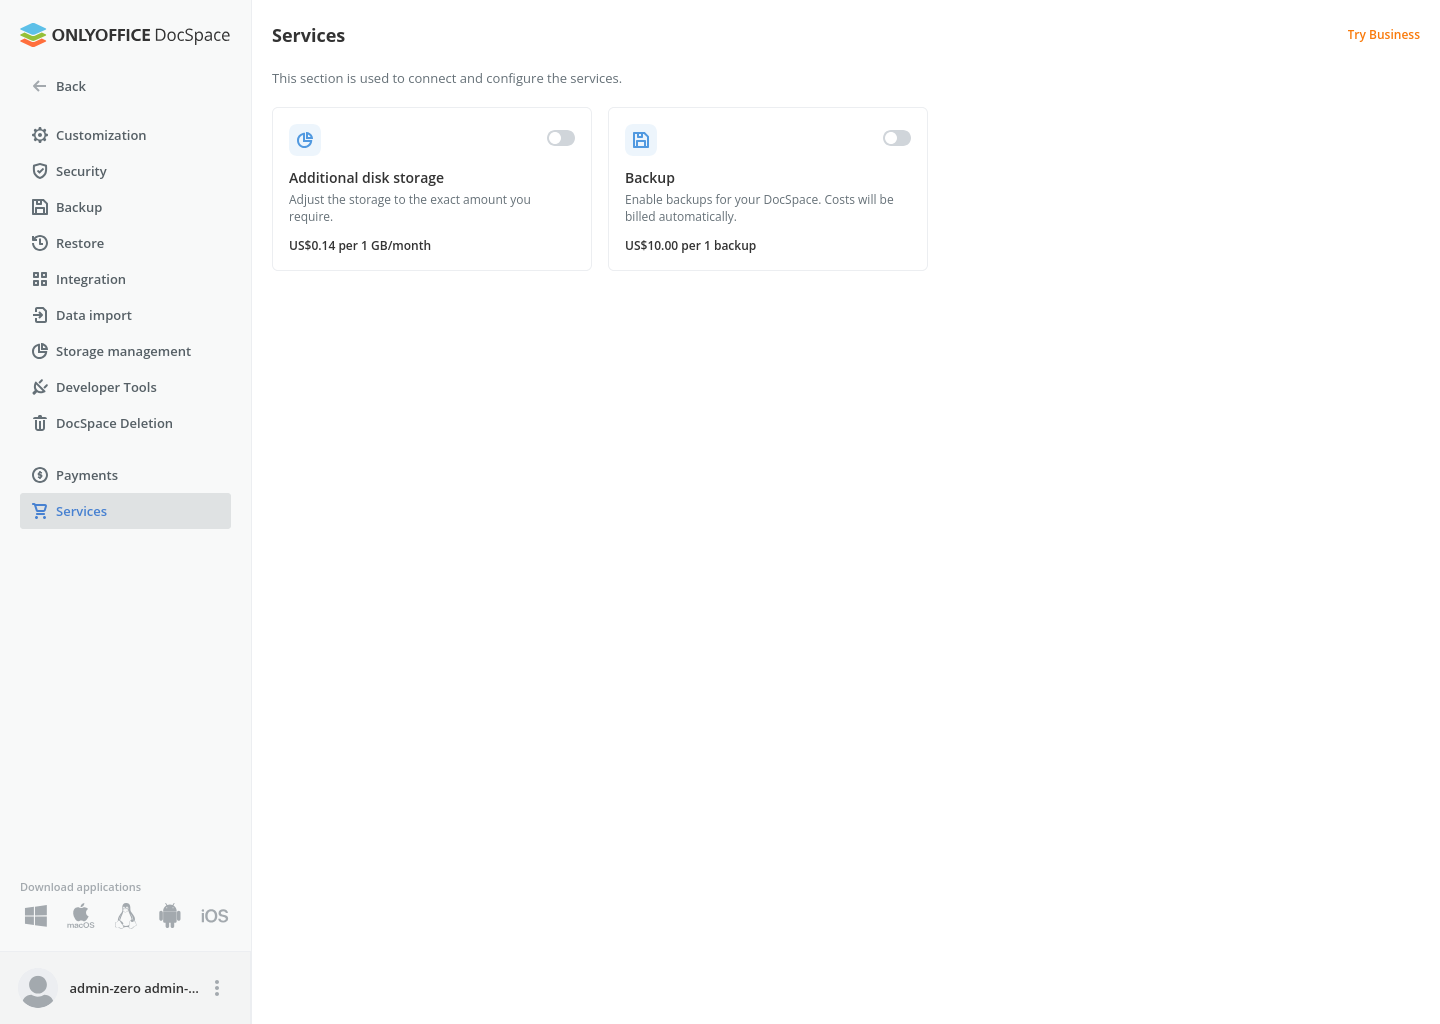 ONLYOFFICE DocSpace
Back
Customization
Security
Backup
Restore
Integration
Data import
Storage management
Developer Tools
DocSpace Deletion
Payments
Services
Download applications
macOS
iOS
admin-zero admin-...
Services
Try Business
This section is used to connect and configure the services.
Additional disk storage
Adjust the storage to the exact amount you
require.
US$0.14 per 1 GB/month
Backup
Enable backups for your DocSpace. Costs will be
billed automatically.
US$10.00 per 1 backup